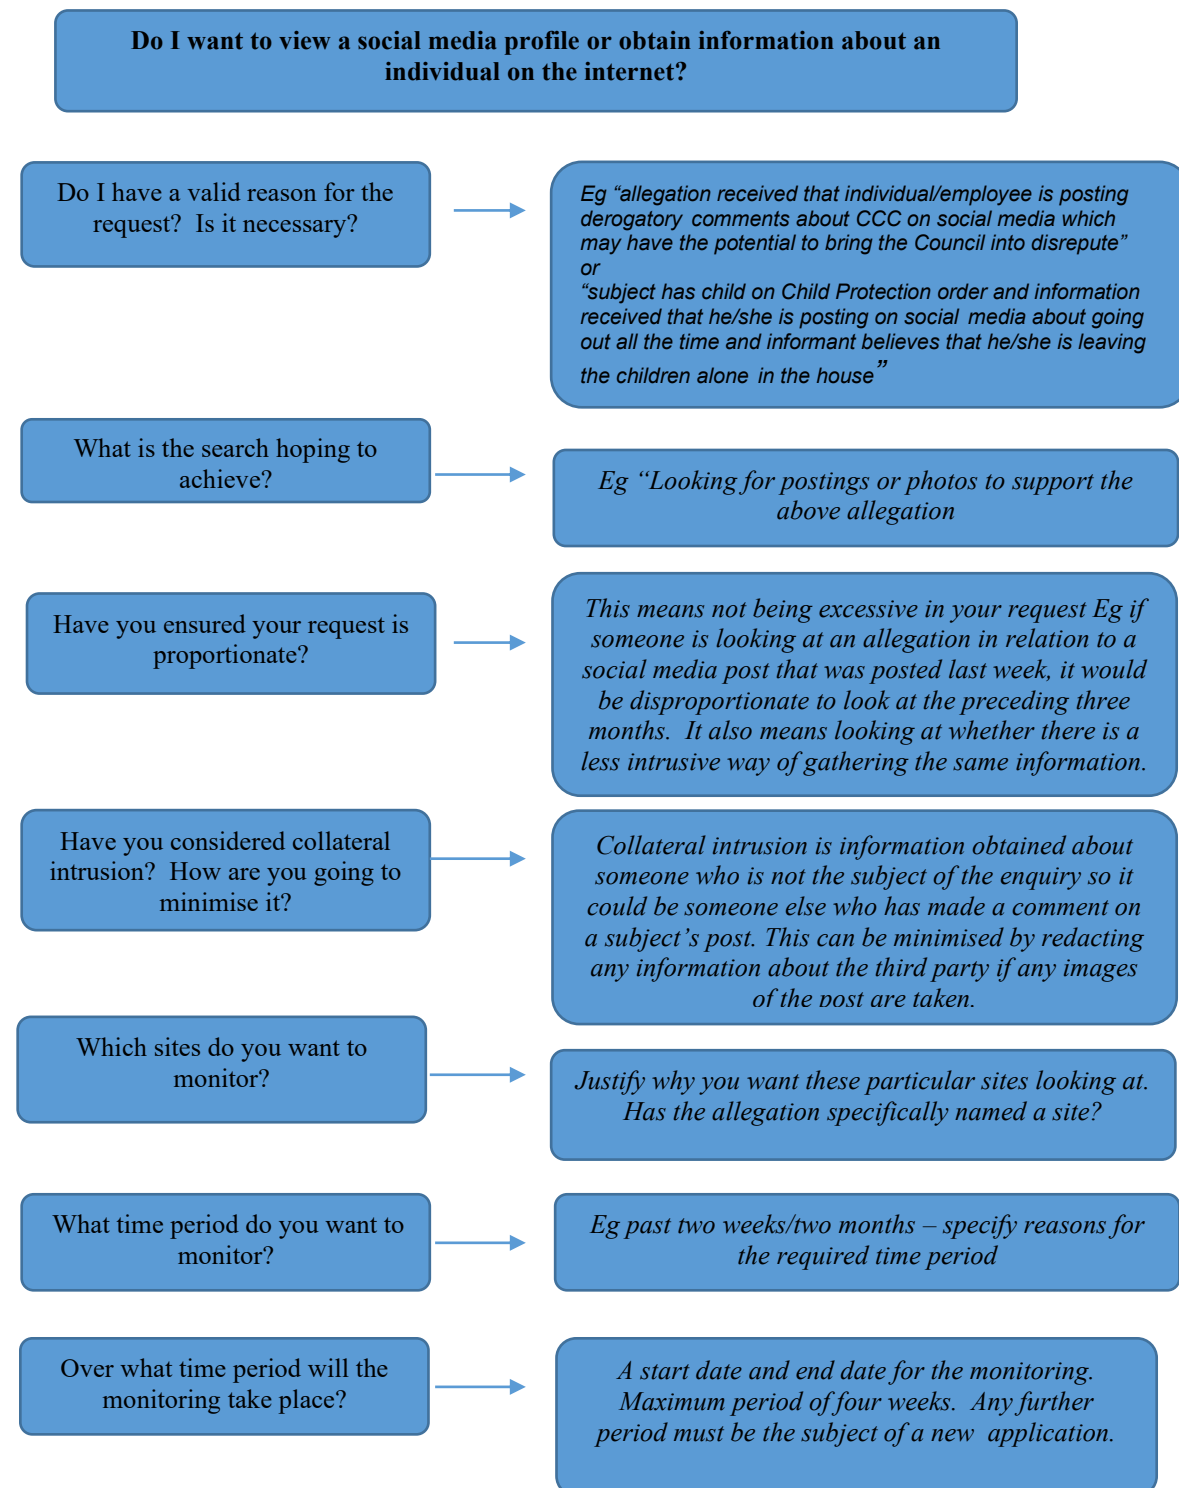 Do I want to view a social media profile or obtain information about an
individual on the internet?
Do I have a valid reason for the
request? Is it necessary?
Eg “allegation received that individual/employee is posting
derogatory comments about CCC on social media which
may have the potential to bring the Council into disrepute”
or
“subject has child on Child Protection order and information
received that he/she is posting on social media about going
out all the time and informant believes that he/she is leaving
the children alone in the house”
What is the search hoping to
achieve?
Eg “Looking for postings or photos to support the
above allegation
Have you ensured your request is
proportionate?
This means not being excessive in your request Eg if
someone is looking at an allegation in relation to a
social media post that was posted last week, it would
be disproportionate to look at the preceding three
months. It also means looking at whether there is a
less intrusive way of gathering the same information.
Have you considered collateral
intrusion? How are you going to
minimise it?
Collateral intrusion is information obtained about
someone who is not the subject of the enquiry so it
could be someone else who has made a comment on
a subject’s post. This can be minimised by redacting
any information about the third party if any images
of the post are taken.
Which sites do you want to
monitor?
Justify why you want these particular sites looking at.
Has the allegation specifically named a site?
What time period do you want to
monitor?
Eg past two weeks/two months – specify reasons for
the required time period
Over what time period will the
monitoring take place?
A start date and end date for the monitoring.
Maximum period of four weeks. Any further
period must be the subject of a new application.